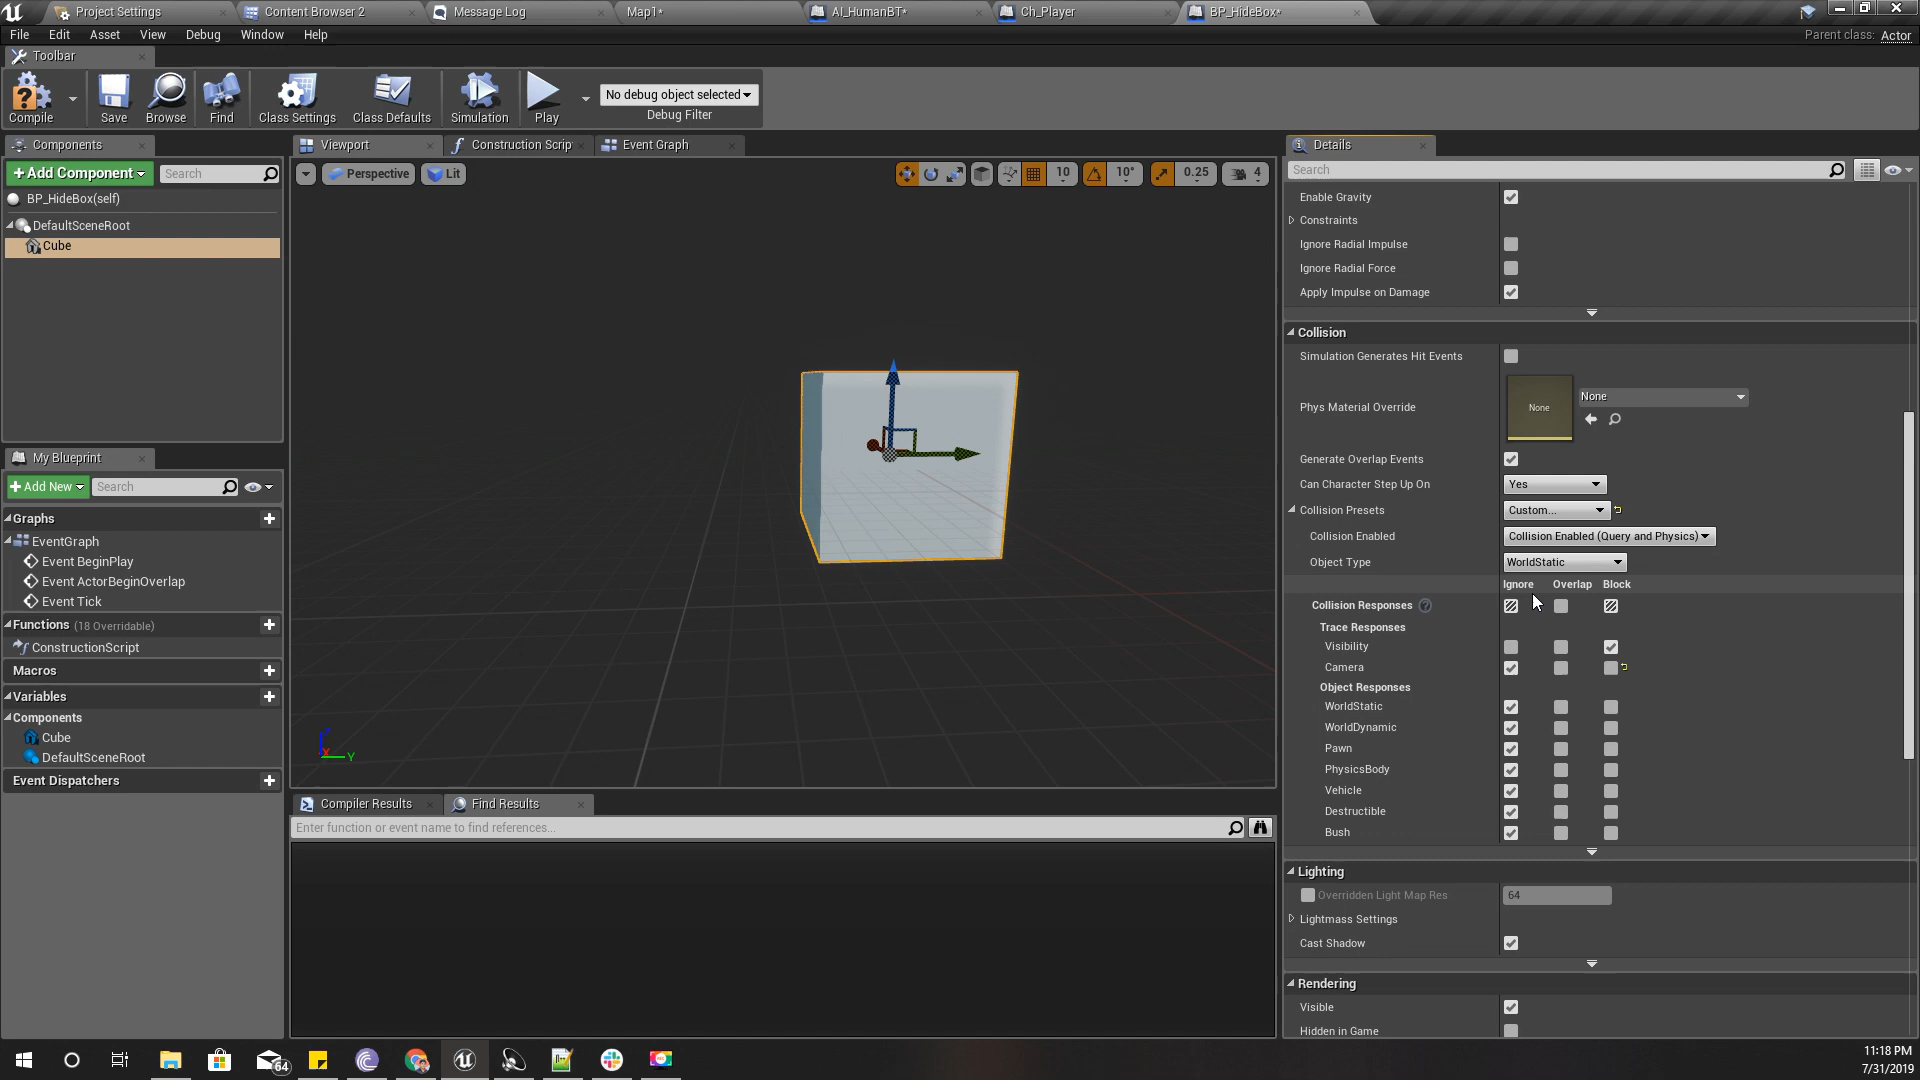 Project Settings
Content Browser 2
Message Log
Map1*
AI_HumanBT*
Ch_Player
BP_HideBox*
File Edit Asset View Debug Window Help
Parent class: Actor
Toolbar
Compile
Save
Browse
Find
Class Settings
Class Defaults
Simulation
Play
No debug object selected
Debug Filter
Components
+ Add Component
Search
BP_HideBox(self)
DefaultSceneRoot
Cube
My Blueprint
+ Add New
Search
Graphs
EventGraph
Event BeginPlay
Event ActorBeginOverlap
Event Tick
Functions (18 Overridable)
ConstructionScript
Macros
Variables
Components
Cube
DefaultSceneRoot
Event Dispatchers
Viewport
Construction Scrip
Event Graph
Perspective
Lit
10
10°
0.25
4
Z
X
Y
Compiler Results
Find Results
Enter function or event name to find references...
Details
Search
Enable Gravity
Constraints
Ignore Radial Impulse
Ignore Radial Force
Apply Impulse on Damage
Collision
Simulation Generates Hit Events
Phys Material Override
None
None
Generate Overlap Events
Can Character Step Up On
Yes
Collision Presets
Custom...
Collision Enabled
Collision Enabled (Query and Physics)
Object Type
WorldStatic
Ignore Overlap Block
Collision Responses
Trace Responses
Visibility
Camera
Object Responses
WorldStatic
WorldDynamic
Pawn
PhysicsBody
Vehicle
Destructible
Bush
Lighting
Overridden Light Map Res
64
Lightmass Settings
Cast Shadow
Rendering
Visible
Hidden in Game
64
11:18 PM
7/31/2019